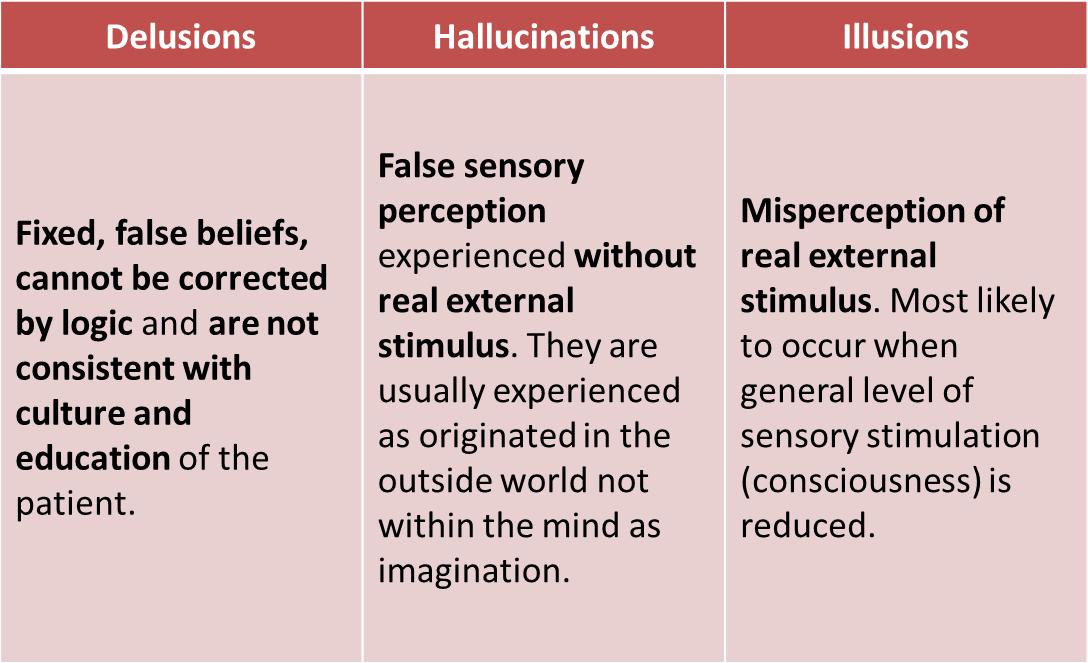 Delusions
Hallucinations
Illusions
Fixed, false beliefs,
cannot be corrected
by logic and are not
consistent with
culture and
education of the
patient.
False sensory
perception
experienced without
real external
stimulus. They are
usually experienced
as originated in the
outside world not
within the mind as
imagination.
Misperception of
real external
stimulus. Most likely
to occur when
general level of
sensory stimulation
(consciousness) is
reduced.